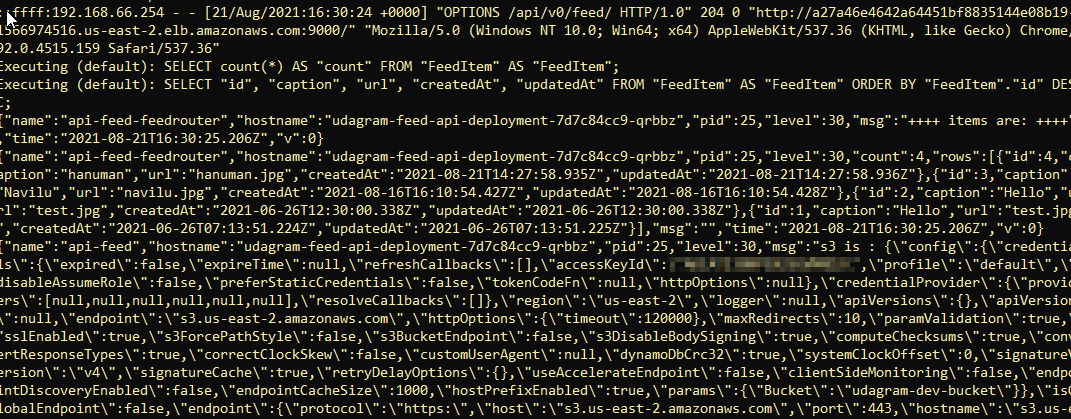 :ffff:192.168.66.254 - - [21/Aug/2021:16:30:24 +0000] "OPTIONS /api/v0/feed/ HTTP/1.0" 204 0 "http://a27a46e4642a64451bf8835144e08b19-
1566974516.us-east-2.elb.amazonaws.com:9000/" "Mozilla/5.0 (Windows NT 10.0; Win64; x64) AppleWebKit/537.36 (KHTML, like Gecko) Chrome/
92.0.4515.159 Safari/537.36"
Executing (default): SELECT count(*) AS "count" FROM "FeedItem" AS "FeedItem";
Executing (default): SELECT "id", "caption", "url", "createdAt", "updatedAt" FROM "FeedItem" AS "FeedItem" ORDER BY "FeedItem"."id" DES
C;
{"name":"api-feed-feedrouter","hostname":"udagram-feed-api-deployment-7d7c84cc9-qrbbz","pid":25,"level":30,"msg":"++++ items are: ++++"
,"time":"2021-08-21T16:30:25.206Z","v":0}
{"name":"api-feed-feedrouter","hostname":"udagram-feed-api-deployment-7d7c84cc9-qrbbz","pid":25,"level":30,"count":4,"rows":[{"id":4,"c
aption":"hanuman","url":"hanuman.jpg","createdAt":"2021-08-21T14:27:58.935Z","updatedAt":"2021-08-21T14:27:58.936Z"},{"id":3,"caption":
"Navilu","url":"navilu.jpg","createdAt":"2021-08-16T16:10:54.427Z","updatedAt":"2021-08-16T16:10:54.428Z"},{"id":2,"caption":"Hello","u
rl":"test.jpg","createdAt":"2021-06-26T12:30:00.338Z","updatedAt":"2021-06-26T12:30:00.338Z"},{"id":1,"caption":"Hello","url":"test.jpg
","createdAt":"2021-06-26T07:13:51.224Z","updatedAt":"2021-06-26T07:13:51.225Z"}],"msg":"","time":"2021-08-21T16:30:25.206Z","v":0}
{"name":"api-feed","hostname":"udagram-feed-api-deployment-7d7c84cc9-qrbbz","pid":25,"level":30,"msg":"s3 is : {\"config\":{\"credentia
ls\":{\"expired\":false,\"expireTime\":null,\"refreshCallbacks\":[],\"accessKeyId\": ,\"profile\":\"default\",\"
disableAssumeRole\":false,\"preferStaticCredentials\":false,\"tokenCodeFn\":null,\"httpOptions\":null},\"credentialProvider\":{\"provid
ers\":[null,null,null,null,null,null],\"resolveCallbacks\":[]},\"region\":\"us-east-2\",\"logger\":null,\"apiVersions\":{},\"apiVersion
\":null,\"endpoint\":\"s3.us-east-2.amazonaws.com\",\"httpOptions\":{\"timeout\":120000},\"maxRedirects\":10,\"paramValidation\":true,\
"sslEnabled\":true,\"s3ForcePathStyle\":false,\"s3BucketEndpoint\":false,\"s3DisableBodySigning\":true,\"computeChecksums\":true,\"conv
ertResponseTypes\":true,\"correctClockSkew\":false,\"customUserAgent\":null,\"dynamoDbCrc32\":true,\"systemClockOffset\":0,\"signatureV
ersion\":\"v4\",\"signatureCache\":true,\"retryDelayOptions\":{},\"useAccelerateEndpoint\":false,\"clientSideMonitoring\":false,\"endpo
intDiscoveryEnabled\":false,\"endpointCacheSize\":1000,\"hostPrefixEnabled\":true,\"params\":{\"Bucket\":\"udagram-dev-bucket\"}},\"isG
lobalEndpoint\":false,\"endpoint\":{\"protocol\":\"https:\",\"host\":\"s3.us-east-2.amazonaws.com\",\"port\":443,\"hostname\":\"s3.us-e